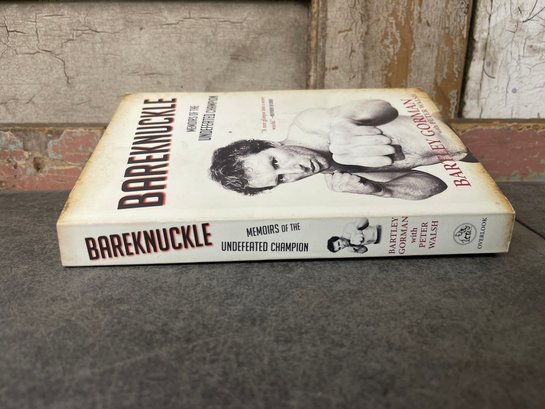 BAREKNUCKLE
MEMOIRS OF THE
UNDEFEATED CHAMPION
BARTLEY GORMAN
BAREKNUCKLE
MEMOIRS OF THE
UNDEFEATED CHAMPION
BARTLEY
GORMAN
with
PETER
WALSH
OVERLOOK